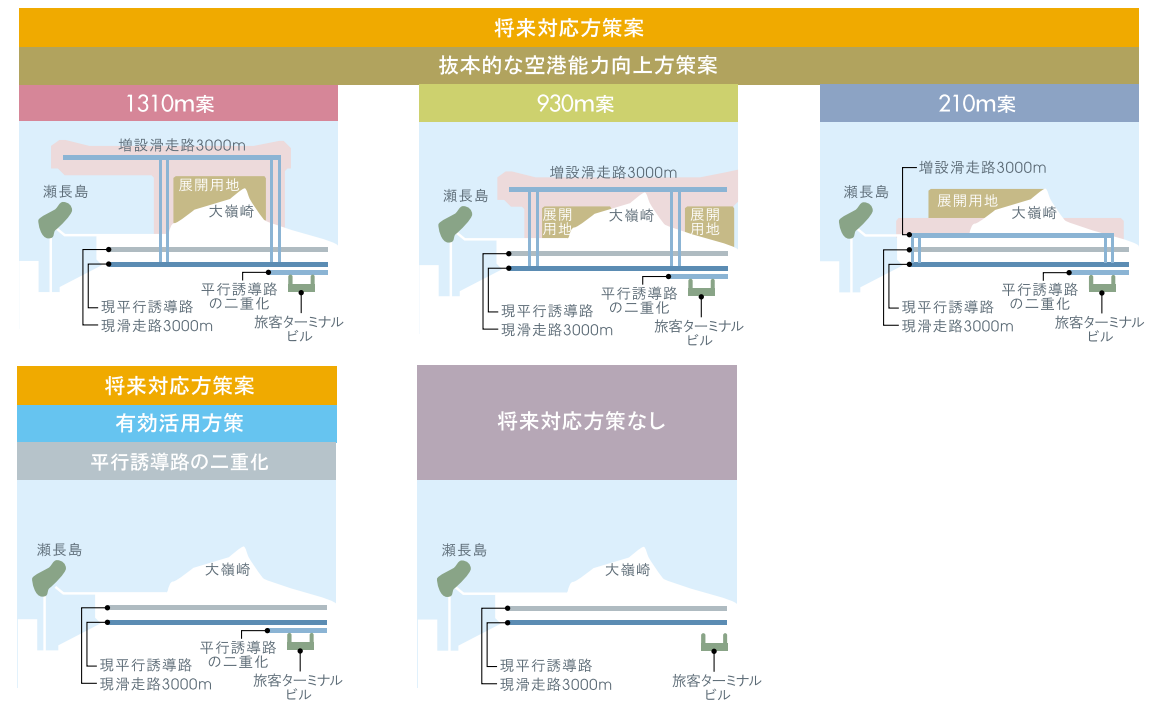 将来対応方策案
抜本的な空港能力向上方策案
1310m案
増設滑走路3000m
展開用地
瀬長島
大嶺崎
平行誘導路
の二重化
現平行誘導路
現滑走路3000m
旅客ターミナル
ビル
930m案
増設滑走路3000m
瀬長島
展開
用地
大嶺崎
展開
用地
平行誘導路
の二重化
現平行誘導路
現滑走路3000m
旅客ターミナル
ビル
210m案
増設滑走路3000m
瀬長島
展開用地
大嶺崎
平行誘導路
の二重化
現平行誘導路
現滑走路3000m
旅客ターミナル
ビル
将来対応方策案
有効活用方策
平行誘導路の二重化
瀬長島
大嶺崎
平行誘導路
の二重化
現平行誘導路
現滑走路3000m
旅客ターミナル
ビル
将来対応方策なし
瀬長島
大嶺崎
現平行誘導路
現滑走路3000m
旅客ターミナル
ビル